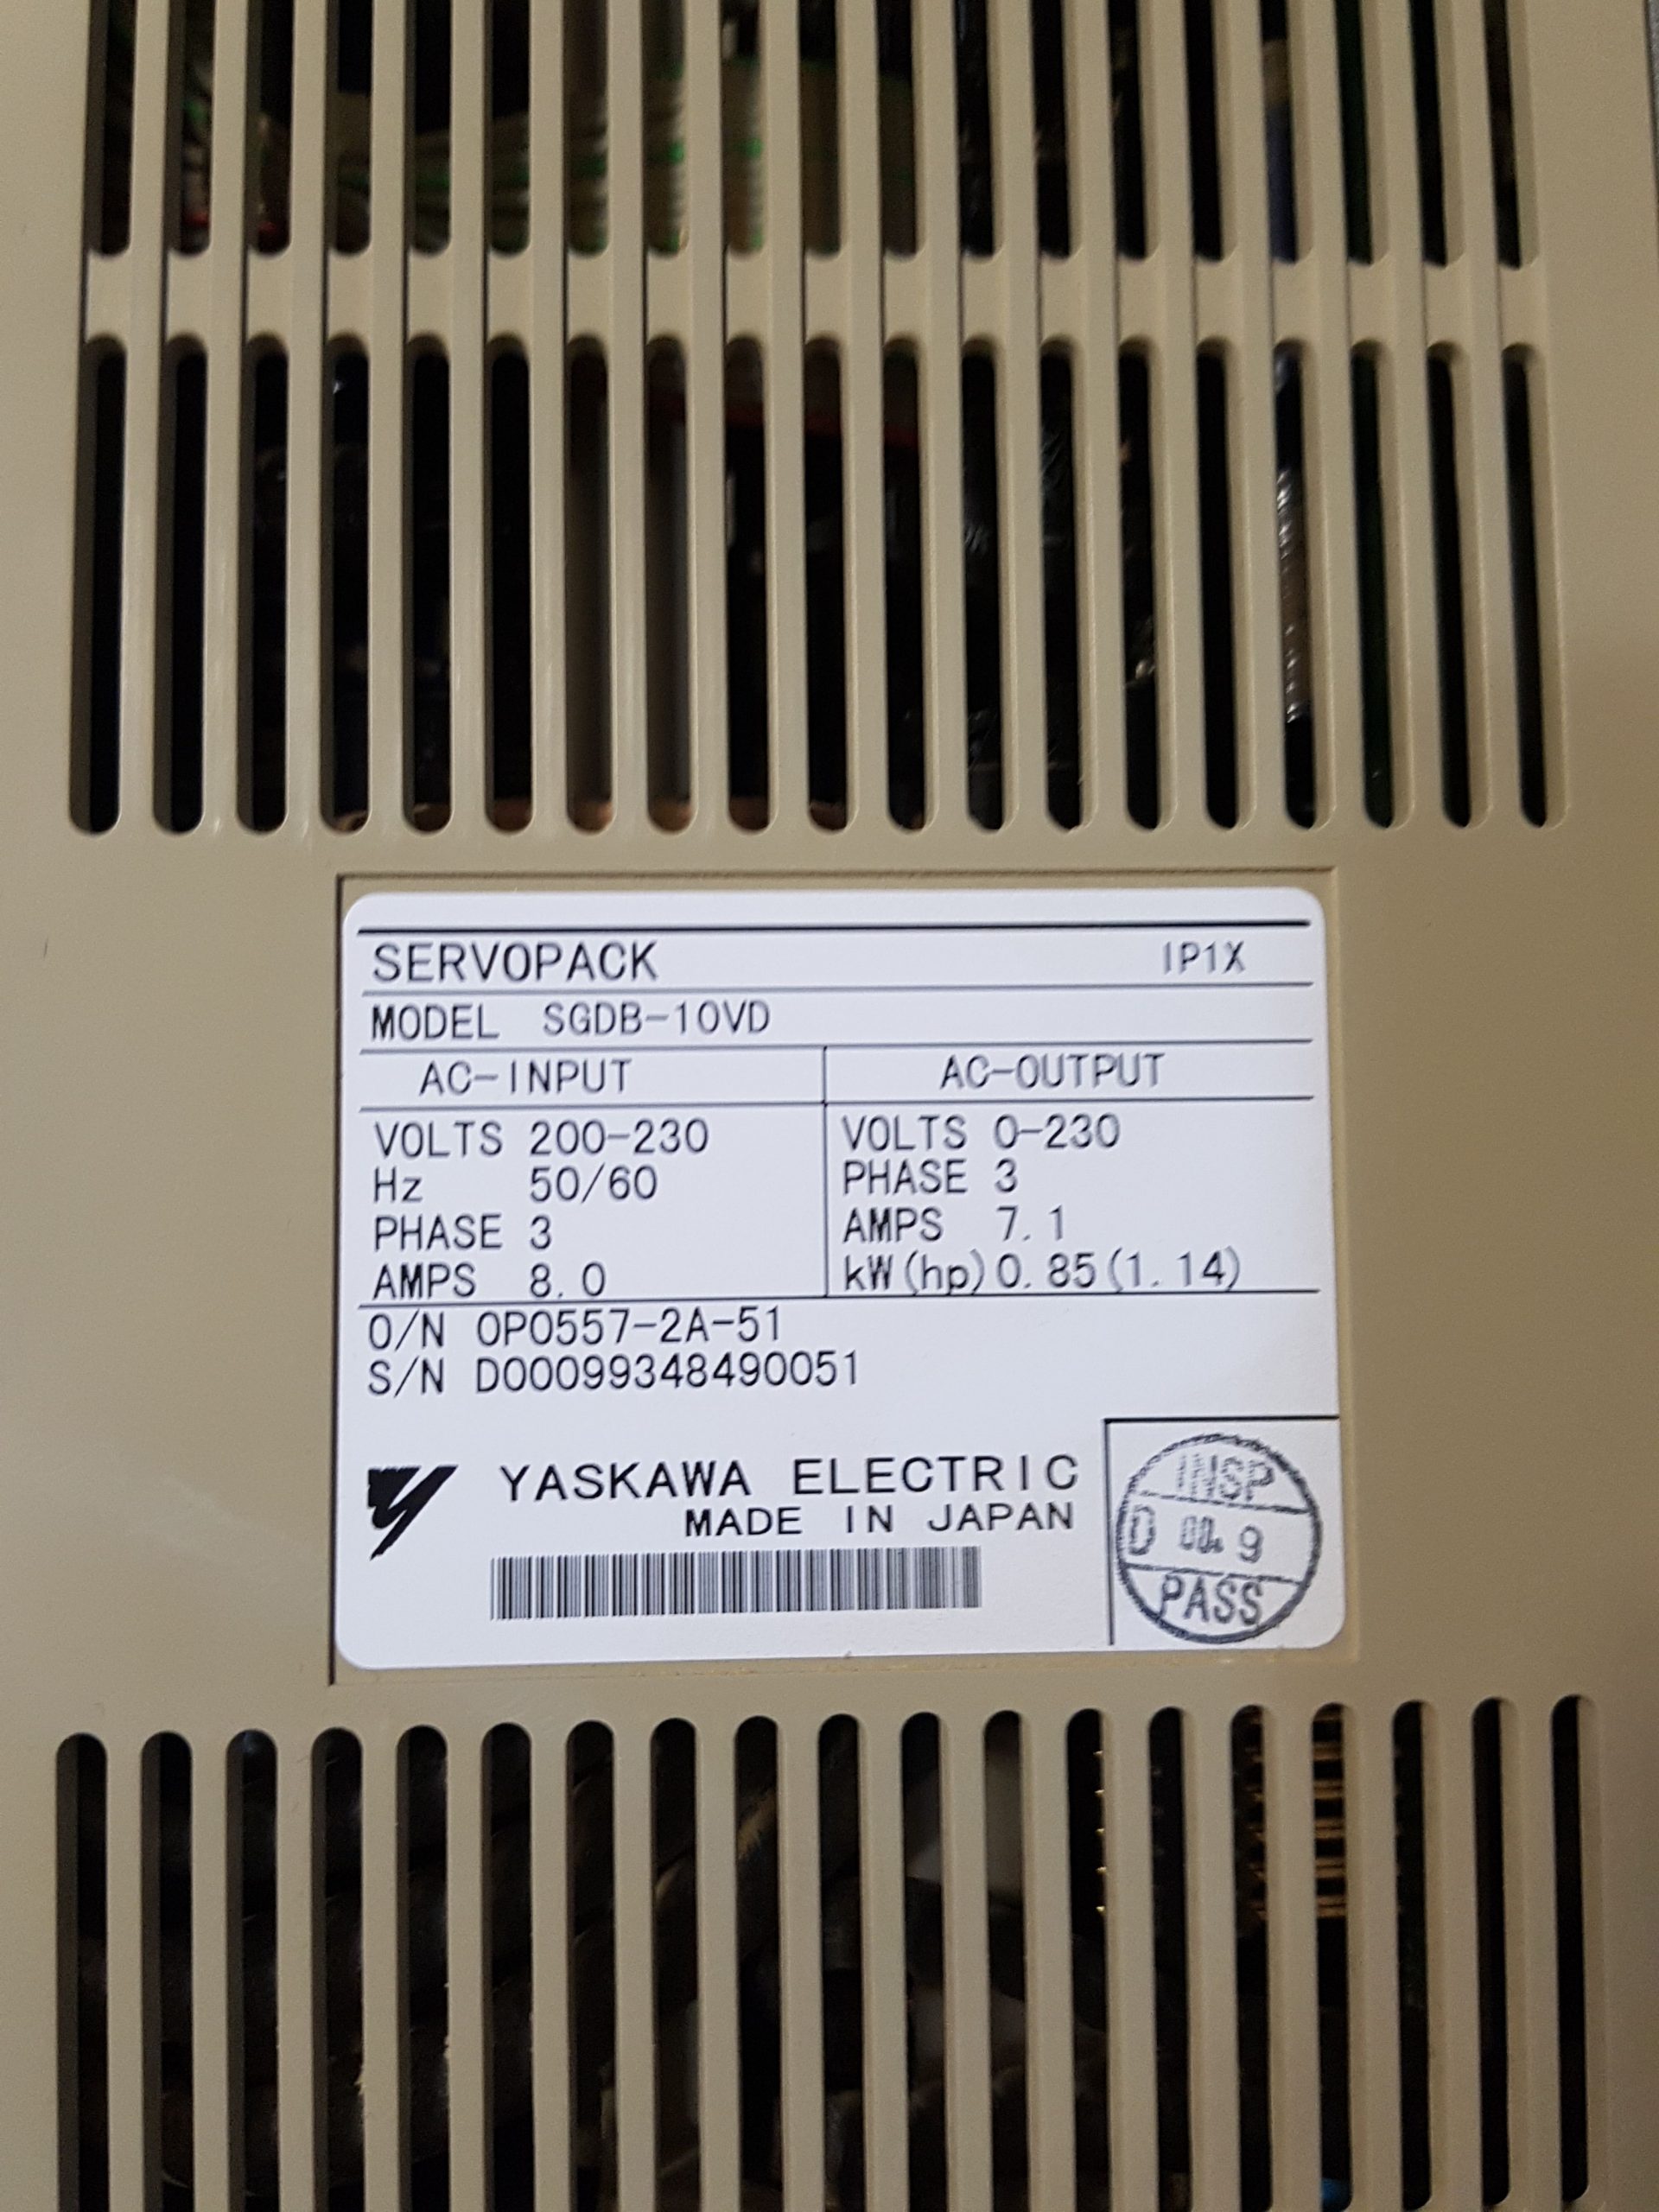 SERVOPACK IP1X
MODEL SGDB-10VD
AC-INPUT AC-OUTPUT
VOLTS 200-230 VOLTS 0-230
Hz 50/60 PHASE 3
PHASE 3 AMPS 7.1
AMPS 8.0 kW(hp) 0.85(1.14)
O/N OP0557-2A-51
S/N D00099348490051
YASKAWA ELECTRIC
MADE IN JAPAN
INSP
D 00. 9
PASS